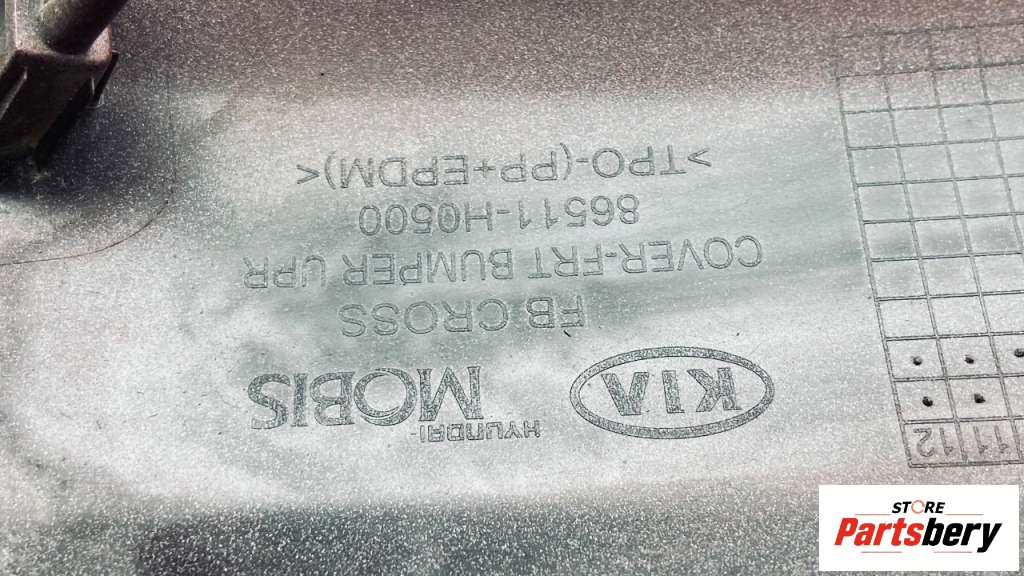 KIA HYUNDAI-MOBIS
FB CROSS
COVER-FRT BUMPER UPR
86511-H0500
>TPO-(PP+EPDM)<
11 12
STORE
Partsbery